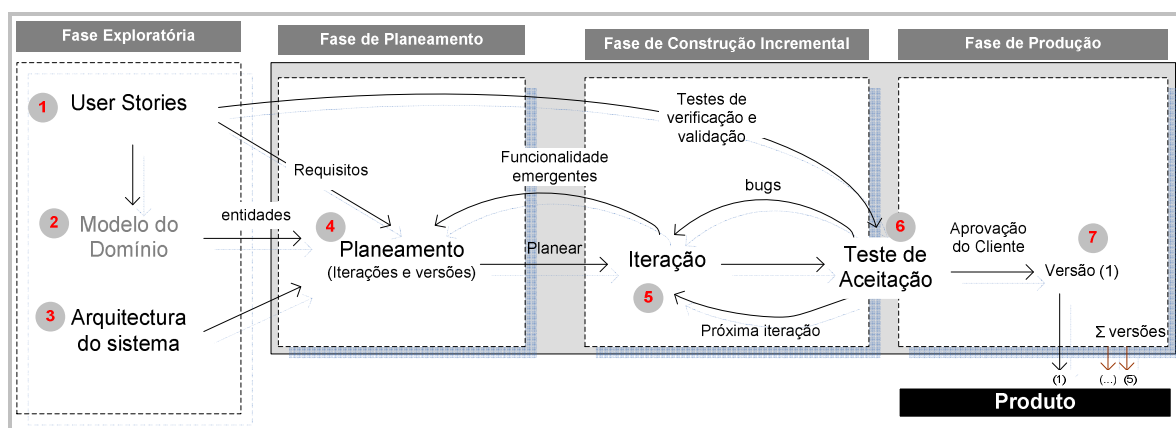 Fase Exploratória
Fase de Planeamento
Fase de Construção Incremental
Fase de Produção
1
User Stories
Testes de
verificação e
validação
Requisitos
Funcionalidade
emergentes
bugs
2
Modelo do
Domínio
entidades
4
Planeamento
(Iterações e versões)
Planear
Iteração
5
6
Teste de
Aceitação
Aprovação
do Cliente
7
Versão (1)
3
Arquitectura
do sistema
Próxima iteração
Σ versões
(1)
(...)
(5)
Produto